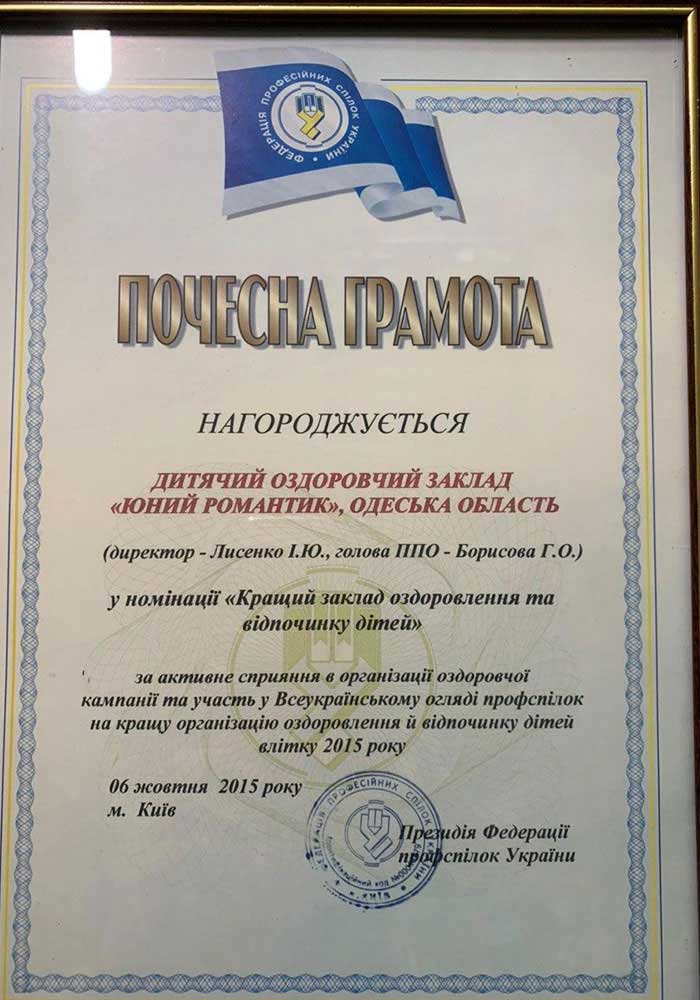 ФЕДЕРАЦІЯ ПРОФЕСІЙНИХ СПІЛОК УКРАЇНИ
ПОЧЕСНА ГРАМОТА
НАГОРОДЖУЄТЬСЯ
ДИТЯЧИЙ ОЗДОРОВЧИЙ ЗАКЛАД
«ЮНИЙ РОМАНТИК», ОДЕСЬКА ОБЛАСТЬ
(директор - Лисенко І.Ю., голова ППО - Борисова Г.О.)
у номінації «Кращий заклад оздоровлення та
відпочинку дітей»
за активне сприяння в організації оздоровчої
кампанії та участь у Всеукраїнському огляді профспілок
на кращу організацію оздоровлення й відпочинку дітей
влітку 2015 року
06 жовтня 2015 року
м. Київ
Президія Федерації
профспілок України
ФЕДЕРАЦІЯ ПРОФЕСІЙНИХ СПІЛОК УКРАЇНИ
м. КИЇВ